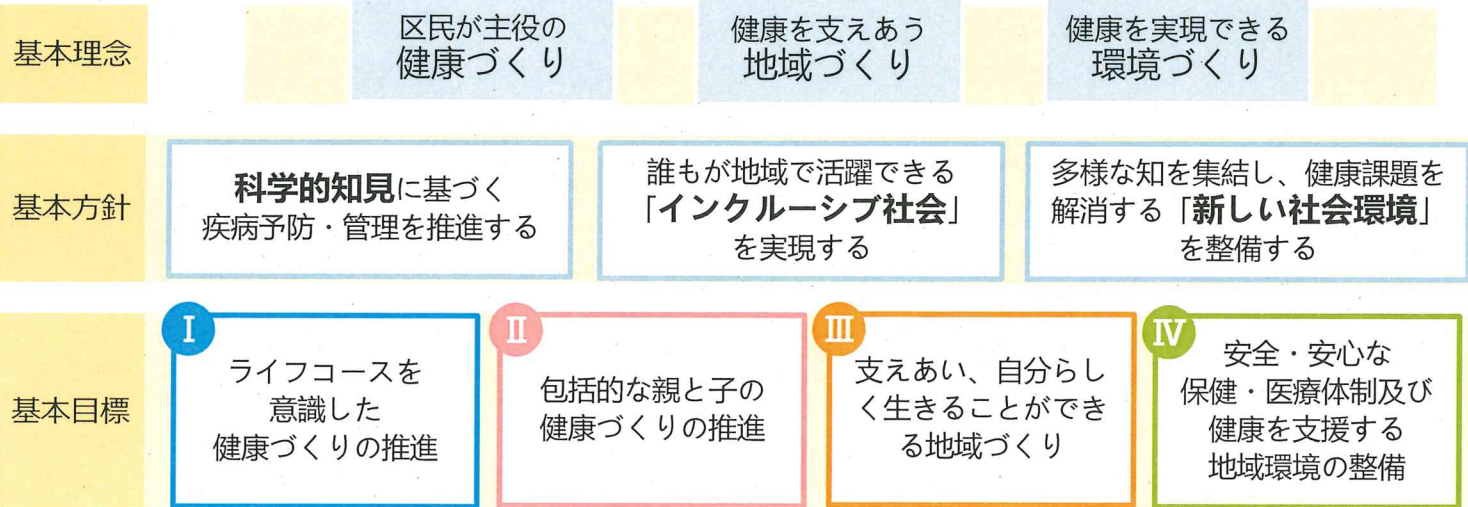 基本理念
区民が主役の
健康づくり
健康を支えあう
地域づくり
健康を実現できる
環境づくり
基本方針
科学的知見に基づく
疾病予防・管理を推進する
誰もが地域で活躍できる
「インクルーシブ社会」
を実現する
多様な知を集結し、健康課題を
解消する「新しい社会環境」
を整備する
基本目標
I
ライフコースを
意識した
健康づくりの推進
II
包括的な親と子の
健康づくりの推進
III
支えあい、自分らし
く生きることができ
る地域づくり
IV
安全・安心な
保健・医療体制及び
健康を支援する
地域環境の整備